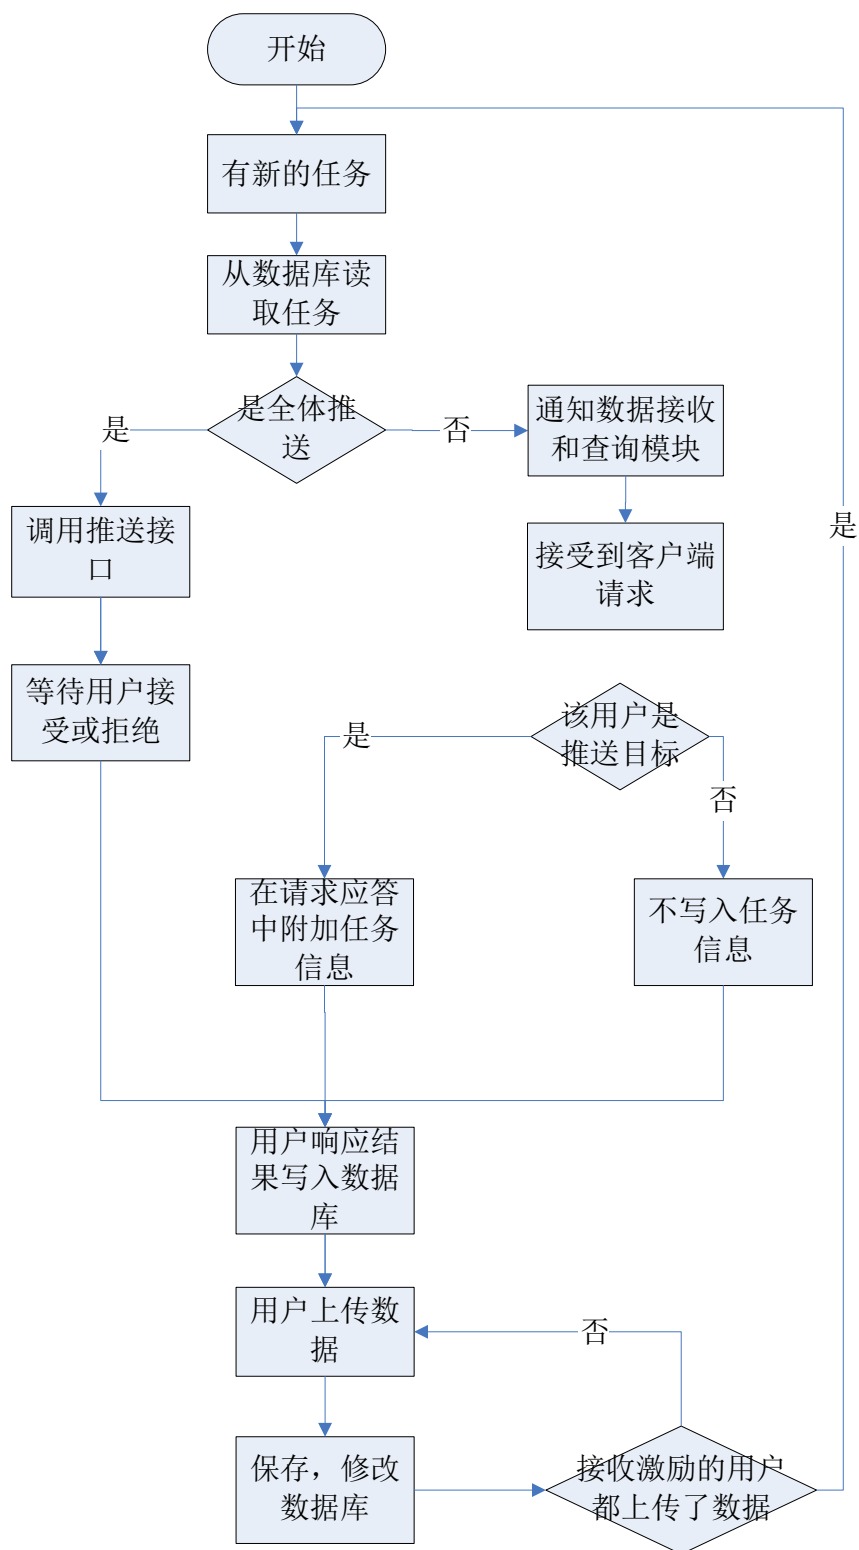 开始
有新的任务
从数据库读
取任务
是全体推
送
是
否
通知数据接收
和查询模块
调用推送接
口
接受到客户端
请求
是
等待用户接
受或拒绝
该用户是
推送目标
是
否
在请求应答
中附加任务
信息
不写入任务
信息
用户响应结
果写入数据
库
用户上传数
据
否
保存，修改
数据库
接收激励的用户
都上传了数据